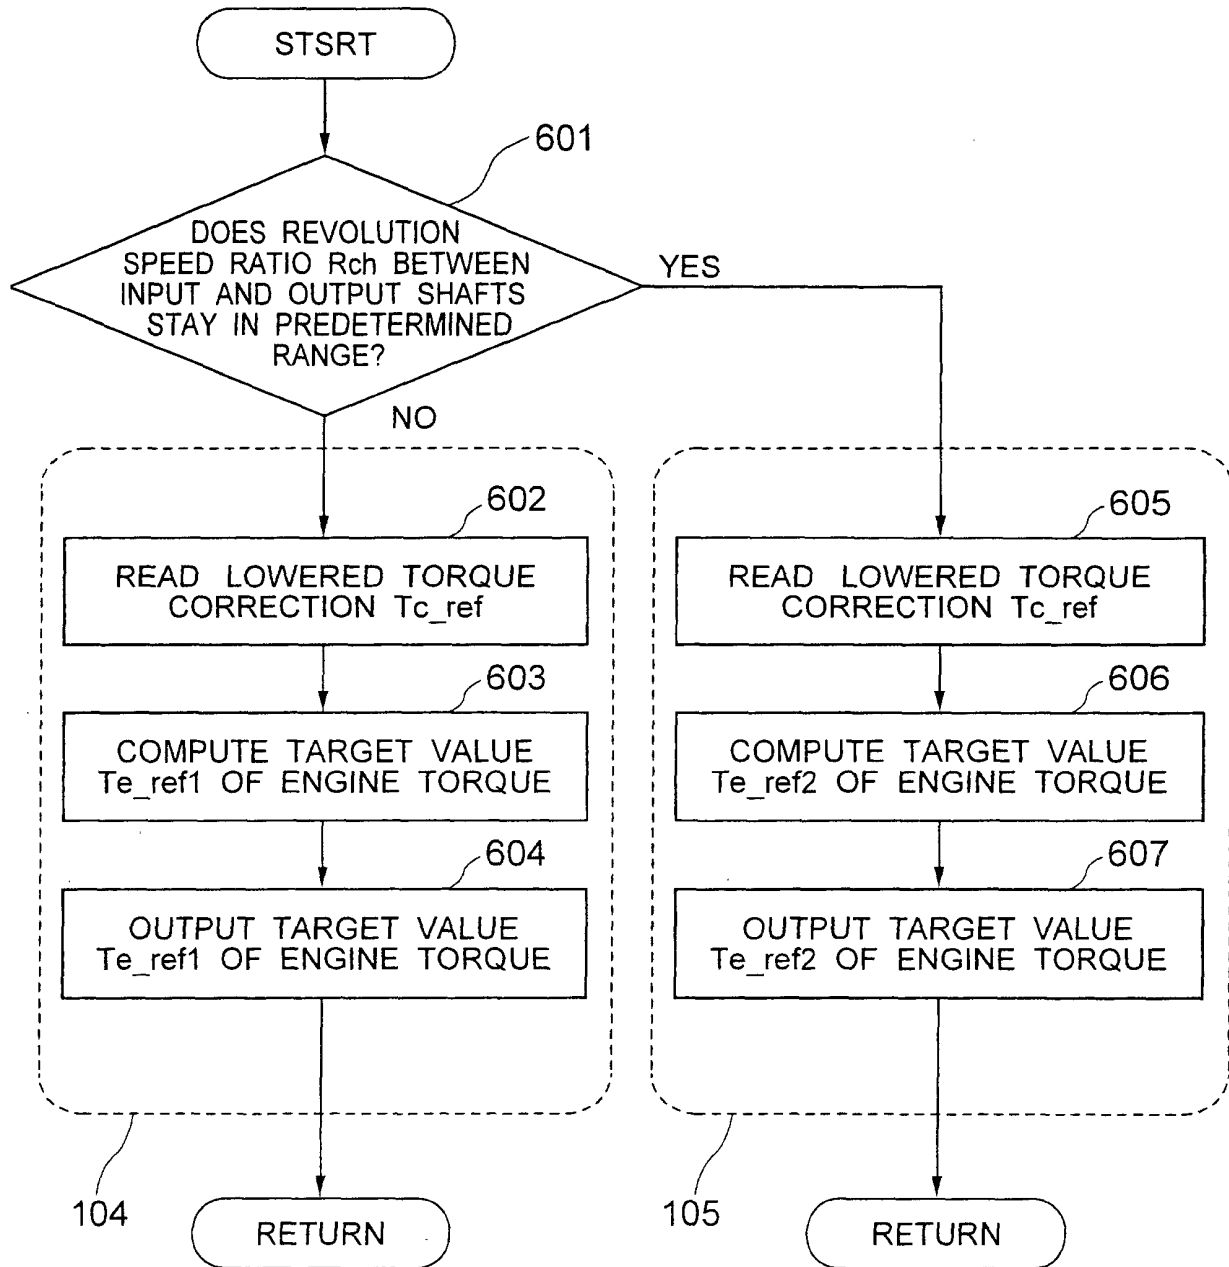 STSRT
601
DOES REVOLUTION
SPEED RATIO Rch BETWEEN
INPUT AND OUTPUT SHAFTS
STAY IN PREDETERMINED
RANGE?
YES
NO
602
READ LOWERED TORQUE
CORRECTION Tc_ref
603
COMPUTE TARGET VALUE
Te_ref1 OF ENGINE TORQUE
604
OUTPUT TARGET VALUE
Te_ref1 OF ENGINE TORQUE
104
RETURN
605
READ LOWERED TORQUE
CORRECTION Tc_ref
606
COMPUTE TARGET VALUE
Te_ref2 OF ENGINE TORQUE
607
OUTPUT TARGET VALUE
Te_ref2 OF ENGINE TORQUE
105
RETURN